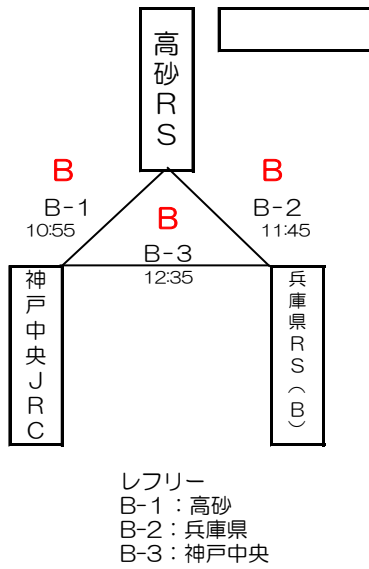 高砂RS
B
B-1
10:55
B
B-3
12:35
B
B-2
11:45
神戸中央JRC
兵庫県RS（B）
レフリー
B-1：高砂
B-2：兵庫県
B-3：神戸中央